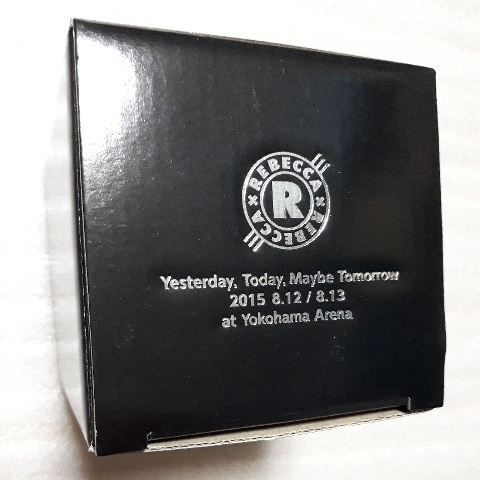 REBECCA × REBECCA ×
R
Yesterday, Today, Maybe Tomorrow
2015 8.12 / 8.13
at Yokohama Arena